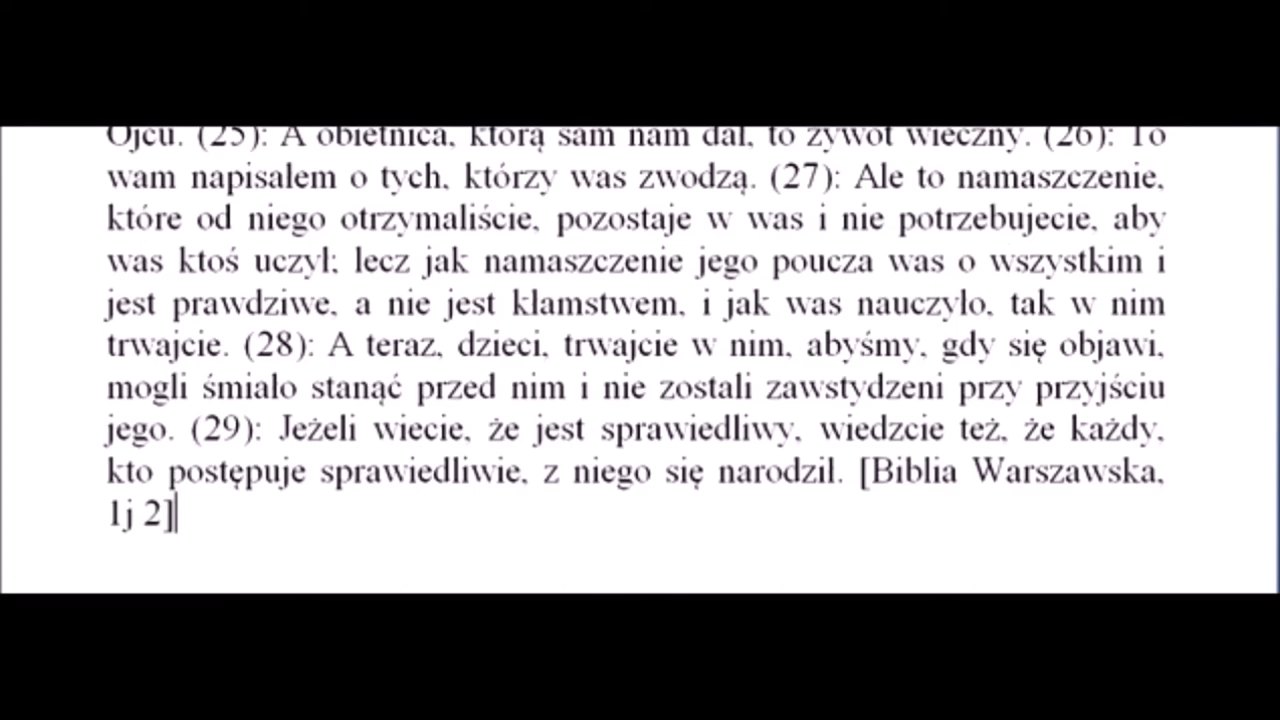 Ojcu. (25): A obietnica, którą sam nam dał, to żywot wieczny. (26): To
wam napisałem o tych, którzy was zwodzą. (27): Ale to namaszczenie,
które od niego otrzymaliście, pozostaje w was i nie potrzebujecie, aby
was ktoś uczył; lecz jak namaszczenie jego poucza was o wszystkim i
jest prawdziwe, a nie jest kłamstwem, i jak was nauczyło, tak w nim
trwajcie. (28): A teraz, dzieci, trwajcie w nim, abyśmy, gdy się objawi,
mogli śmiało stanąć przed nim i nie zostali zawstydzeni przy przyjściu
jego. (29): Jeżeli wiecie, że jest sprawiedliwy, wiedzcie też, że każdy,
kto postępuje sprawiedliwie, z niego się narodził. [Biblia Warszawska,
1j 2]